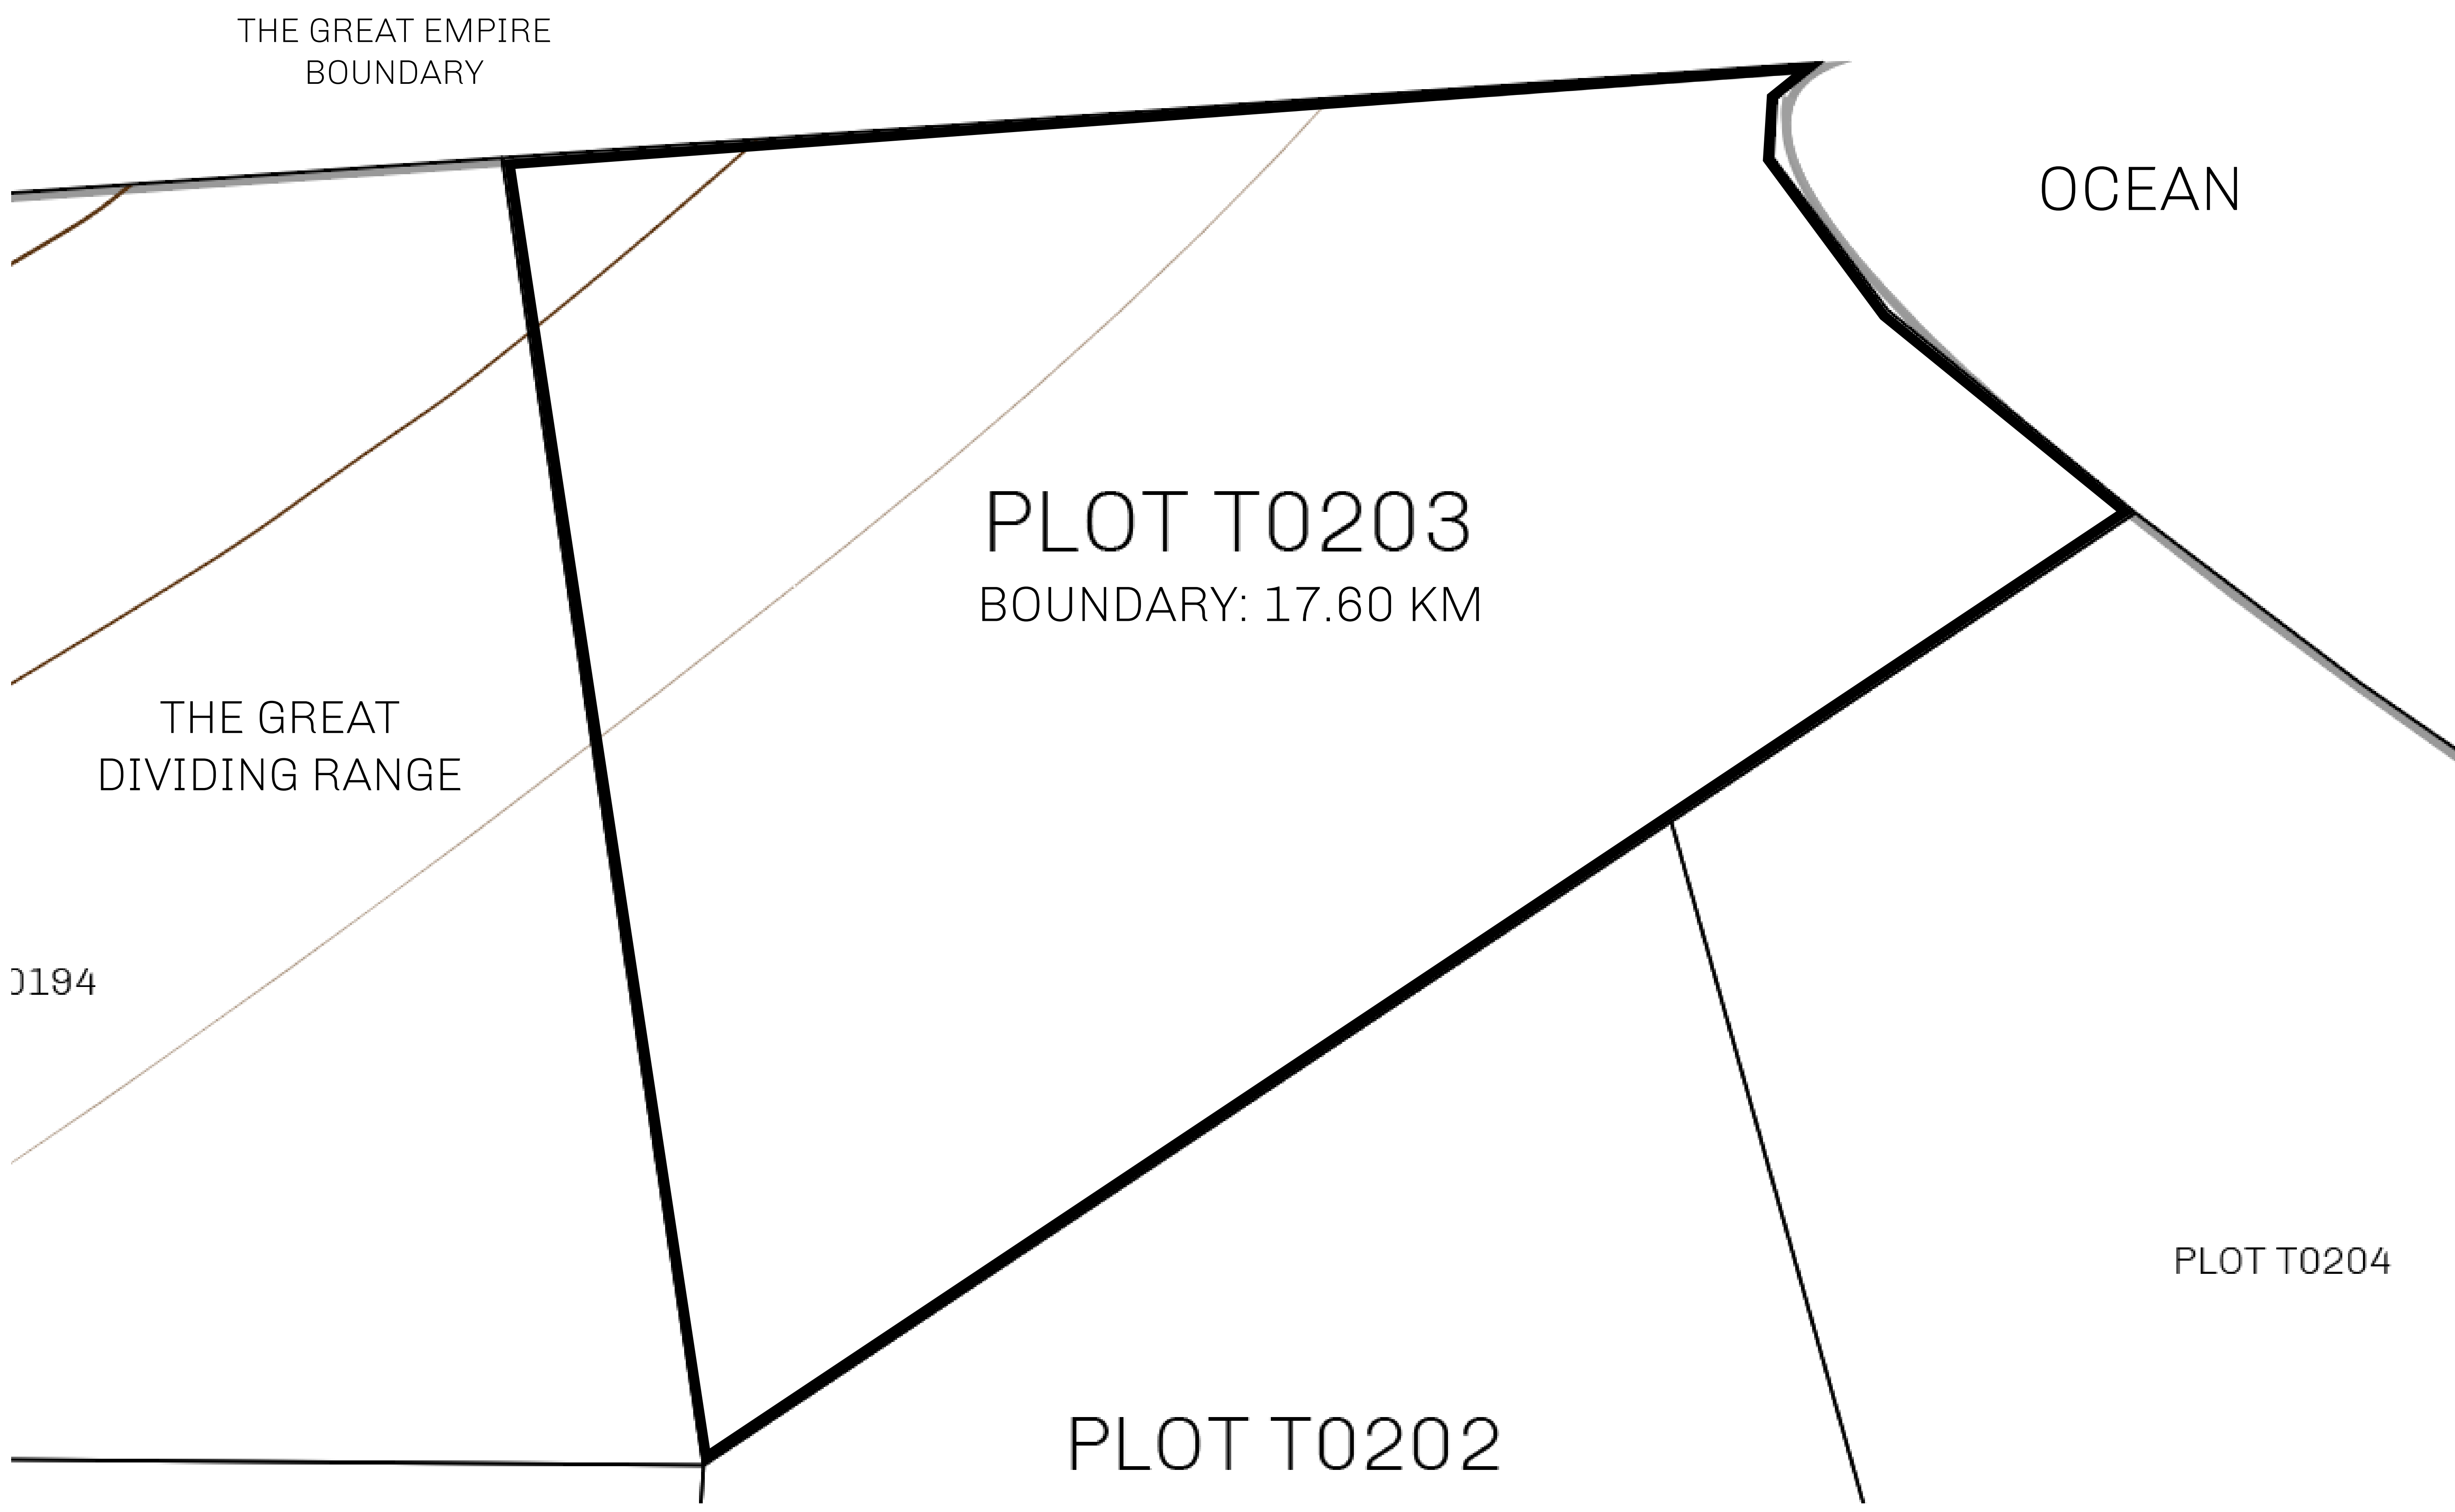 THE GREAT EMPIRE
BOUNDARY
OCEAN
PLOT T0203
BOUNDARY: 17.60 KM
THE GREAT
DIVIDING RANGE
0194
PLOT T0204
PLOT T0202